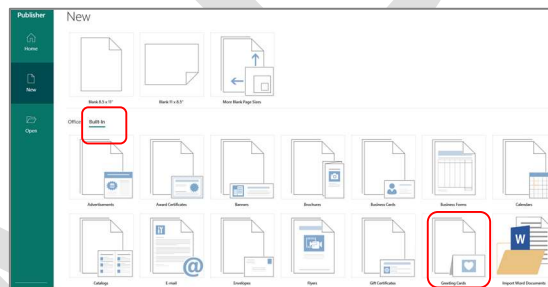 Publisher
New
Home
New
Open
Blank 8.5 x 11"
Blank 11 x 8.5"
More Blank Page Sizes
Office
Built-in
Advertisements
Award Certificates
Banners
Brochures
Business Cards
Business Forms
Calendars
Catalogs
E-mail
Envelopes
Flyers
Gift Certificates
Greeting Cards
Import Word Documents